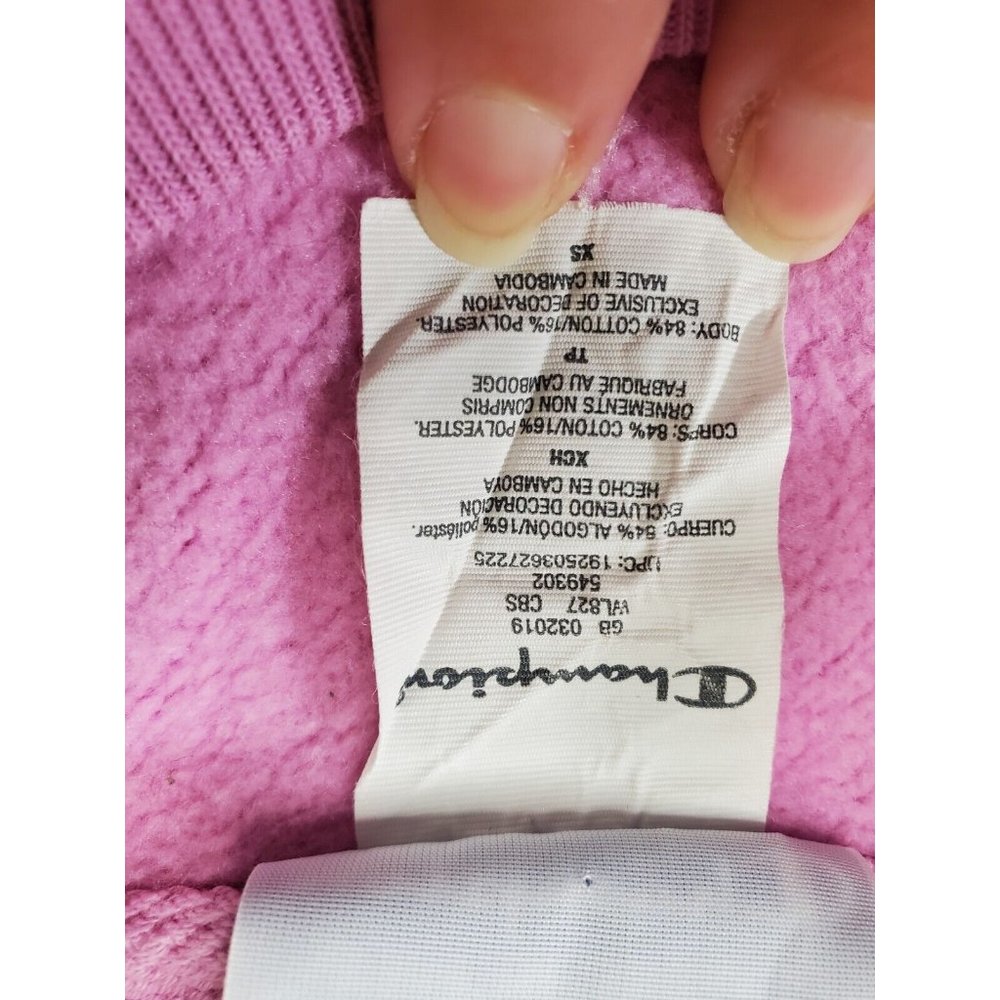 Champion
GB 032019
WL827 CBS
549302
UPC: 192503627225
CUERPO: 84% ALGODÓN/16% poliéster.
EXCLUYENDO DECORACIÓN
HECHO EN CAMBOYA
XCH
CORPS: 84% COTON/16% POLYESTER.
ORNEMENTS NON COMPRIS
FABRIQUÉ AU CAMBODGE
TP
BODY: 84% COTTON/16% POLYESTER.
EXCLUSIVE OF DECORATION
MADE IN CAMBODIA
XS